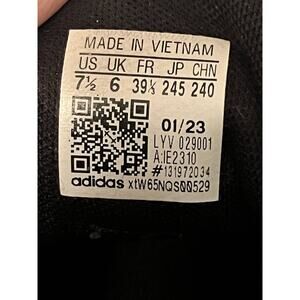 MADE IN VIETNAM
US UK FR JP CHN
7½ 6 39⅓ 245 240
01/23
LYV 029001
A:IE2310
#131972034
adidas xtW65NQS00529